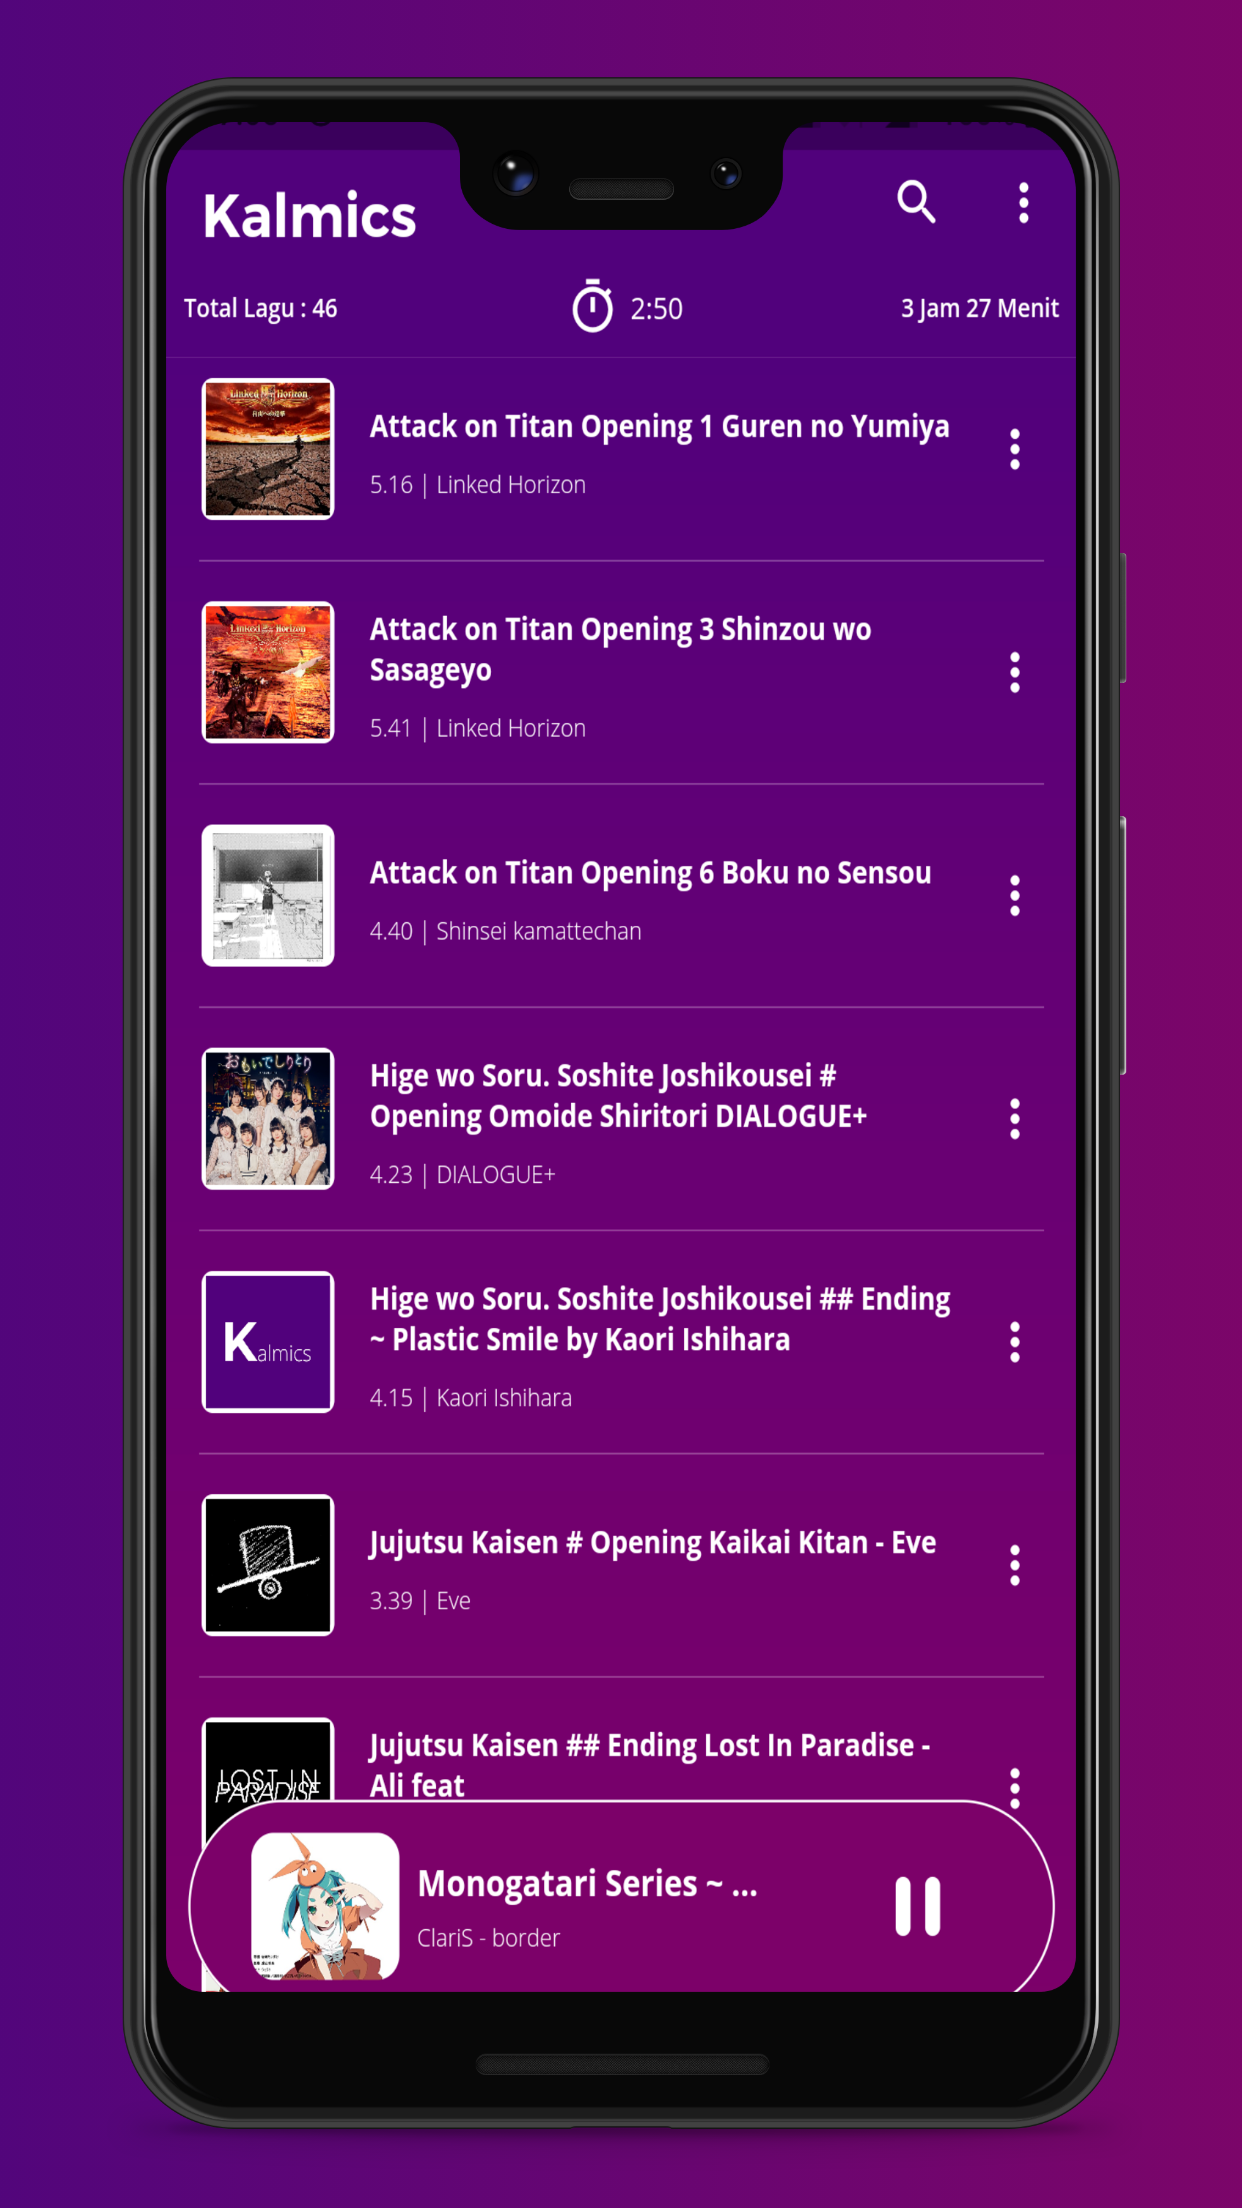 Kalmics
Total Lagu : 46
2:50
3 Jam 27 Menit
Linked Horizon
Attack on Titan Opening 1 Guren no Yumiya
5.16 | Linked Horizon
Linked Horizon
Attack on Titan Opening 3 Shinzou wo
Sasageyo
5.41 | Linked Horizon
Attack on Titan Opening 6 Boku no Sensou
4.40 | Shinsei kamattechan
おもいでしりとり
Hige wo Soru. Soshite Joshikousei #
Opening Omoide Shiritori DIALOGUE+
4.23 | DIALOGUE+
Kalmics
Hige wo Soru. Soshite Joshikousei ## Ending
~ Plastic Smile by Kaori Ishihara
4.15 | Kaori Ishihara
Jujutsu Kaisen # Opening Kaikai Kitan - Eve
3.39 | Eve
LOST IN
PARADISE
Jujutsu Kaisen ## Ending Lost In Paradise -
Ali feat
Monogatari Series ~ ...
ClariS - border